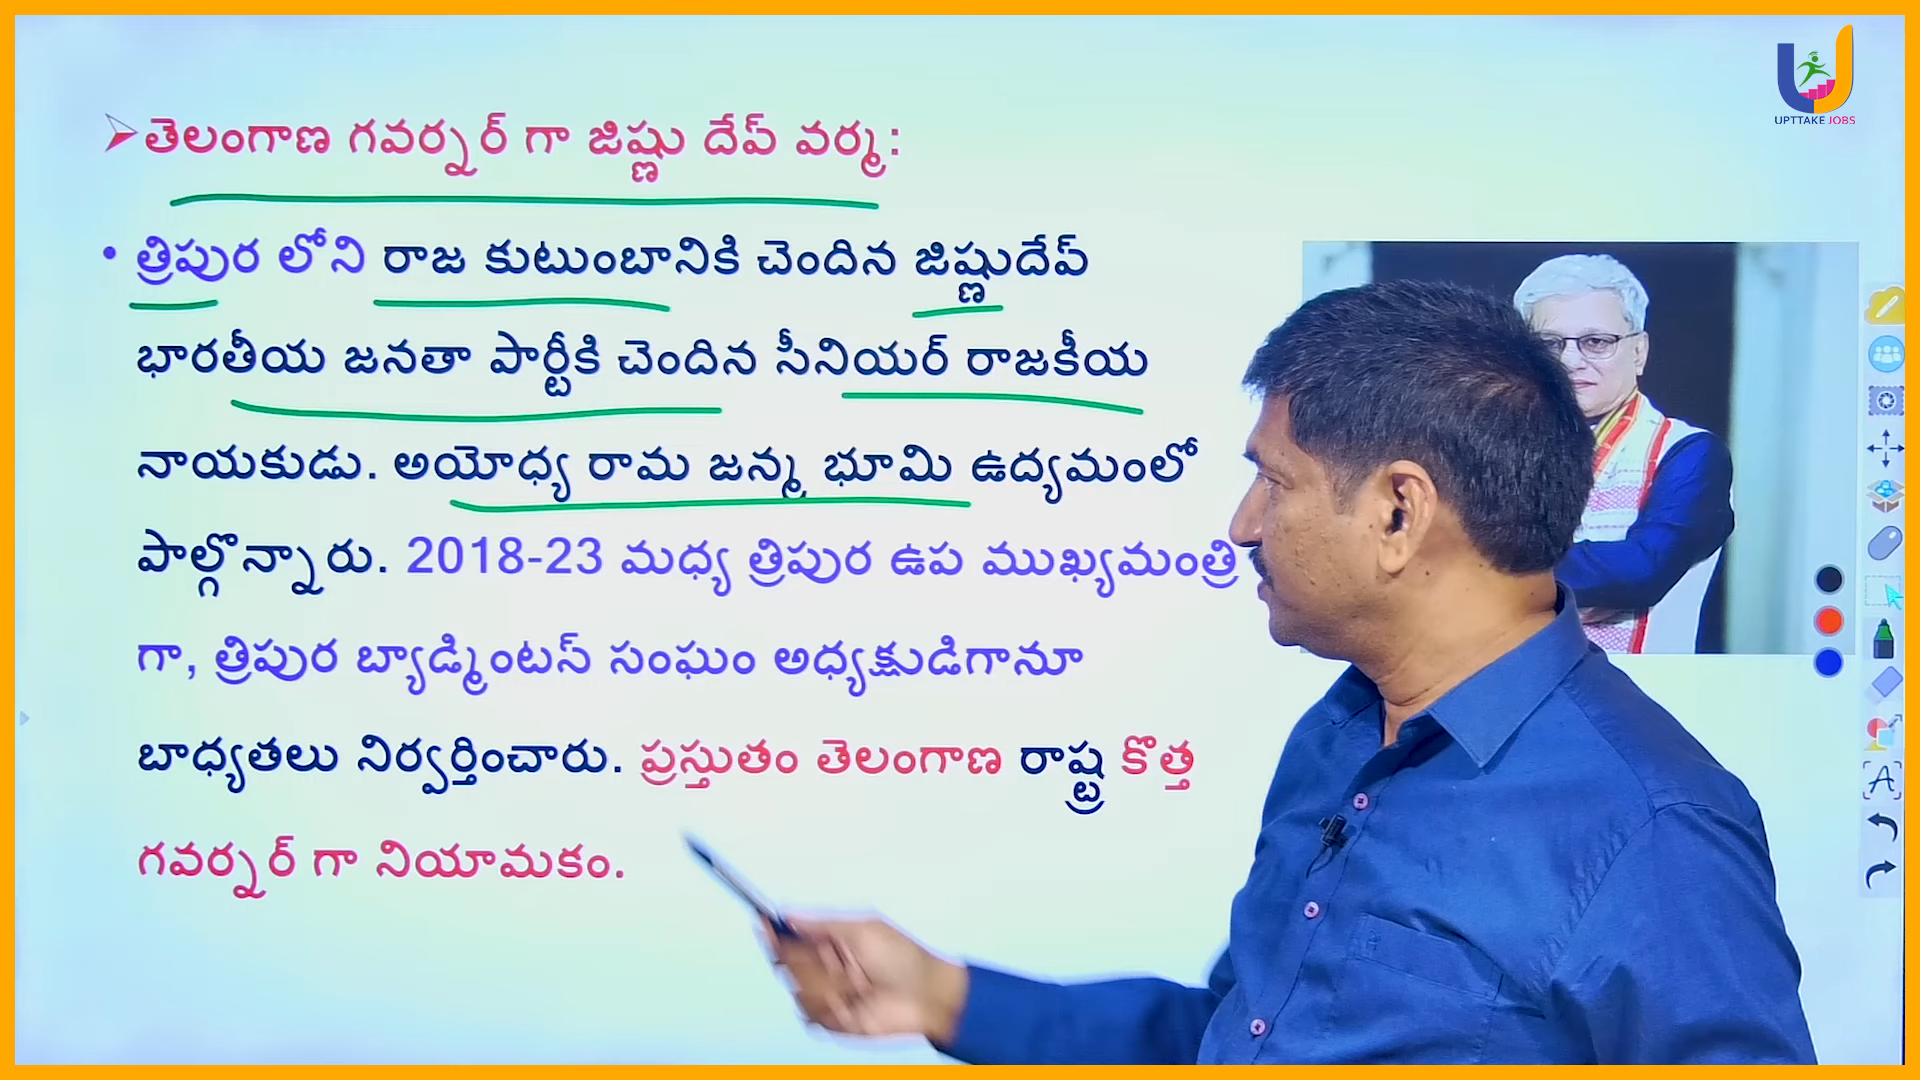 UPTTAKE JOBS
తెలంగాణ గవర్నర్ గా జిష్ణు దేవ్ వర్మ:
• త్రిపుర లోని రాజ కుటుంబానికి చెందిన జిష్ణుదేవ్
భారతీయ జనతా పార్టీకి చెందిన సీనియర్ రాజకీయ
నాయకుడు. అయోధ్య రామ జన్మ భూమి ఉద్యమంలో
పాల్గొన్నారు. 2018-23 మధ్య త్రిపుర ఉప ముఖ్యమంత్రి
గా, త్రిపుర బ్యాడ్మింటన్ సంఘం అధ్యక్షుడిగానూ
బాధ్యతలు నిర్వర్తించారు. ప్రస్తుతం తెలంగాణ రాష్ట్ర కొత్త
గవర్నర్ గా నియామకం.